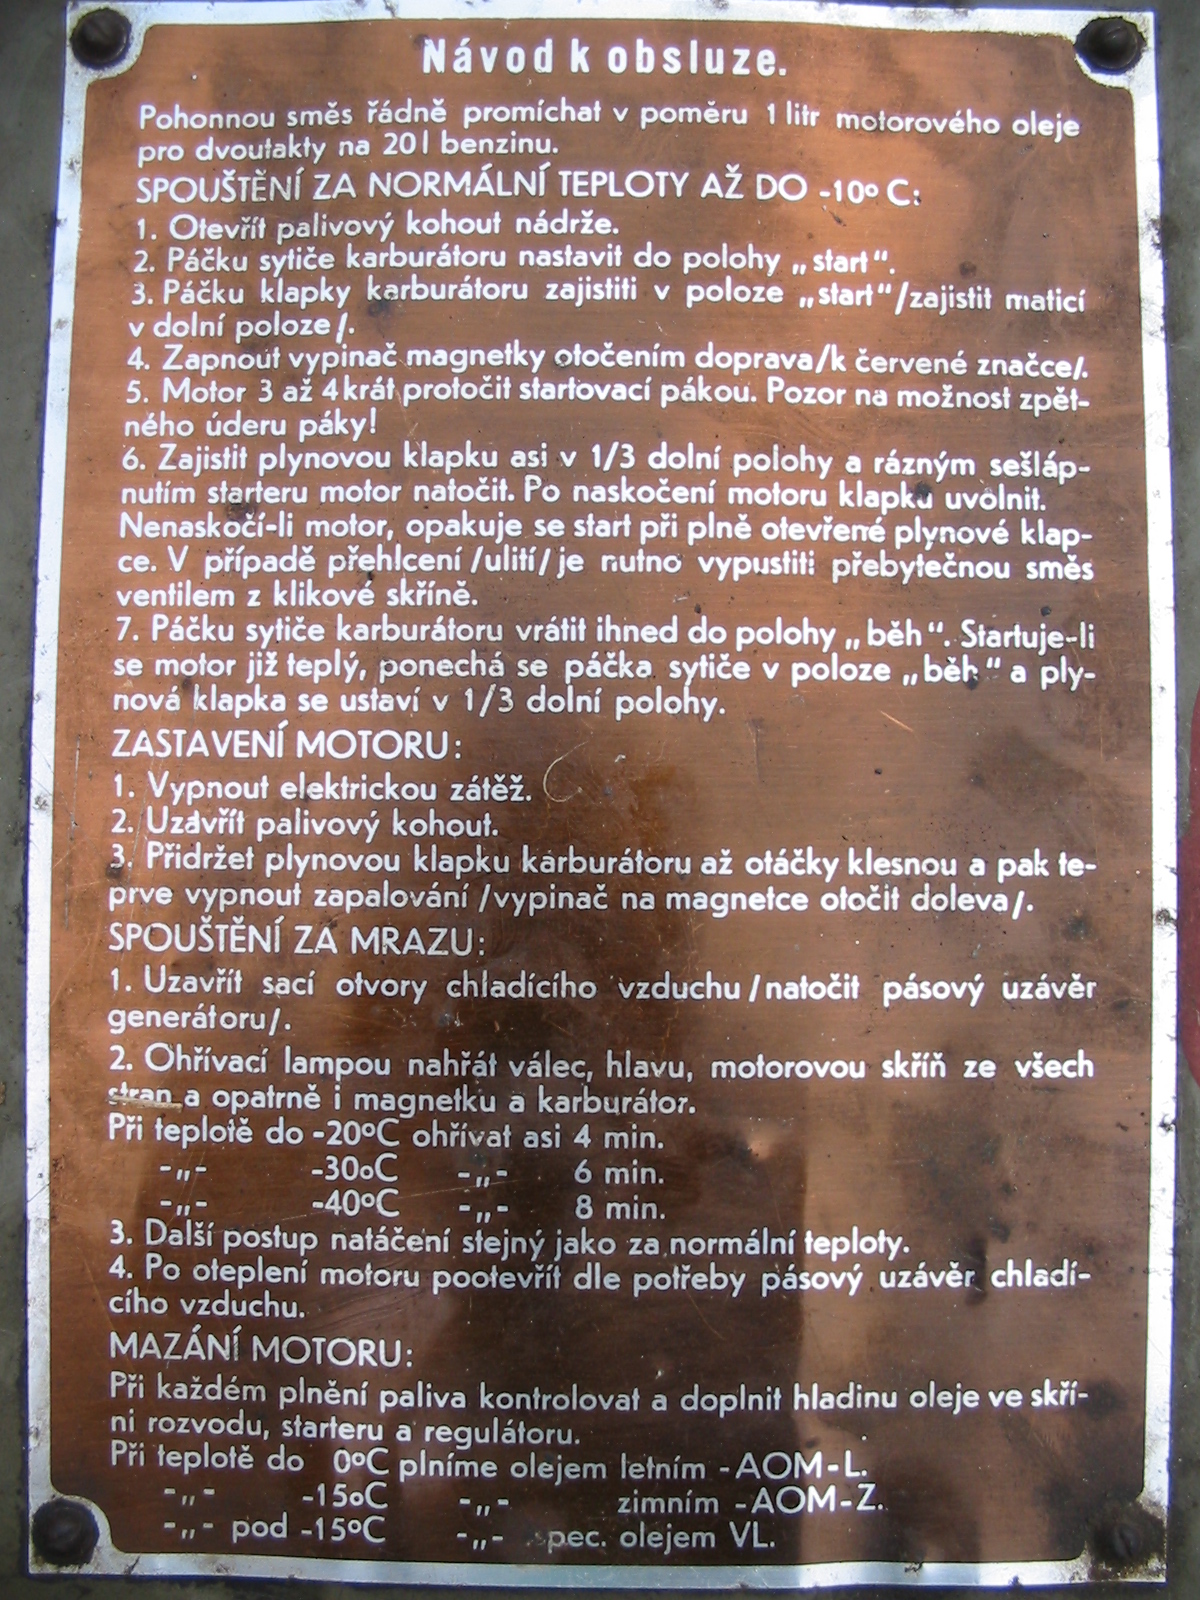 Návod k obsluze.
Pohonnou směs řádně promíchat v poměru 1 litr motorového oleje
pro dvoutakty na 20 l benzinu.
SPOUŠTĚNÍ ZA NORMÁLNÍ TEPLOTY AŽ DO -10° C:
1. Otevřít palivový kohout nádrže.
2. Páčku sytiče karburátoru nastavit do polohy „start“.
3. Páčku klapky karburátoru zajistiti v poloze „start“/zajistit maticí
v dolní poloze/.
4. Zapnout vypinač magnetky otočením doprava/k červené značce/.
5. Motor 3 až 4krát protočit startovací pákou. Pozor na možnost zpět-
ného úderu páky!
6. Zajistit plynovou klapku asi v 1/3 dolní polohy a rázným sešláp-
nutím starteru motor natočit. Po naskočení motoru klapku uvolnit.
Nenaskočí-li motor, opakuje se start při plně otevřené plynové klap-
ce. V případě přehlcení /ulití/ je nutno vypustiti přebytečnou směs
ventilem z klikové skříně.
7. Páčku sytiče karburátoru vrátit ihned do polohy „běh“. Startuje-li
se motor již teplý, ponechá se páčka sytiče v poloze „běh“ a ply-
nová klapka se ustaví v 1/3 dolní polohy.
ZASTAVENÍ MOTORU:
1. Vypnout elektrickou zátěž.
2. Uzavřít palivový kohout.
3. Přidržet plynovou klapku karburátoru až otáčky klesnou a pak te-
prve vypnout zapalování /vypinač na magnetce otočit doleva/.
SPOUŠTĚNÍ ZA MRAZU:
1. Uzavřít sací otvory chladícího vzduchu /natočit pásový uzávěr
generátoru/.
2. Ohřívací lampou nahřát válec, hlavu, motorovou skříň ze všech
stran a opatrně i magnetku a karburátor.
Při teplotě do -20°C ohřívat asi 4 min.
-„- -30°C -„- 6 min.
-„- -40°C -„- 8 min.
3. Další postup natáčení stejný jako za normální teploty.
4. Po oteplení motoru pootevřít dle potřeby pásový uzávěr chladí-
cího vzduchu.
MAZÁNÍ MOTORU:
Při každém plnění paliva kontrolovat a doplnit hladinu oleje ve skří-
ni rozvodu, starteru a regulátoru.
Při teplotě do 0°C plníme olejem letním -AOM-L.
-„- -15°C -„- zimním -AOM-Z.
-„- pod -15°C -„- spec. olejem VL.